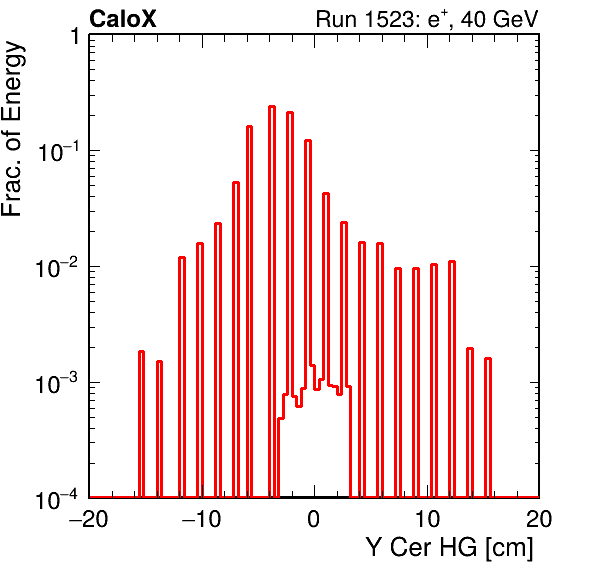 CaloX Run 1523: e⁺, 40 GeV
Frac. of Energy
1
10⁻¹
10⁻²
10⁻³
10⁻⁴
−20 −10 0 10 20
Y Cer HG [cm]